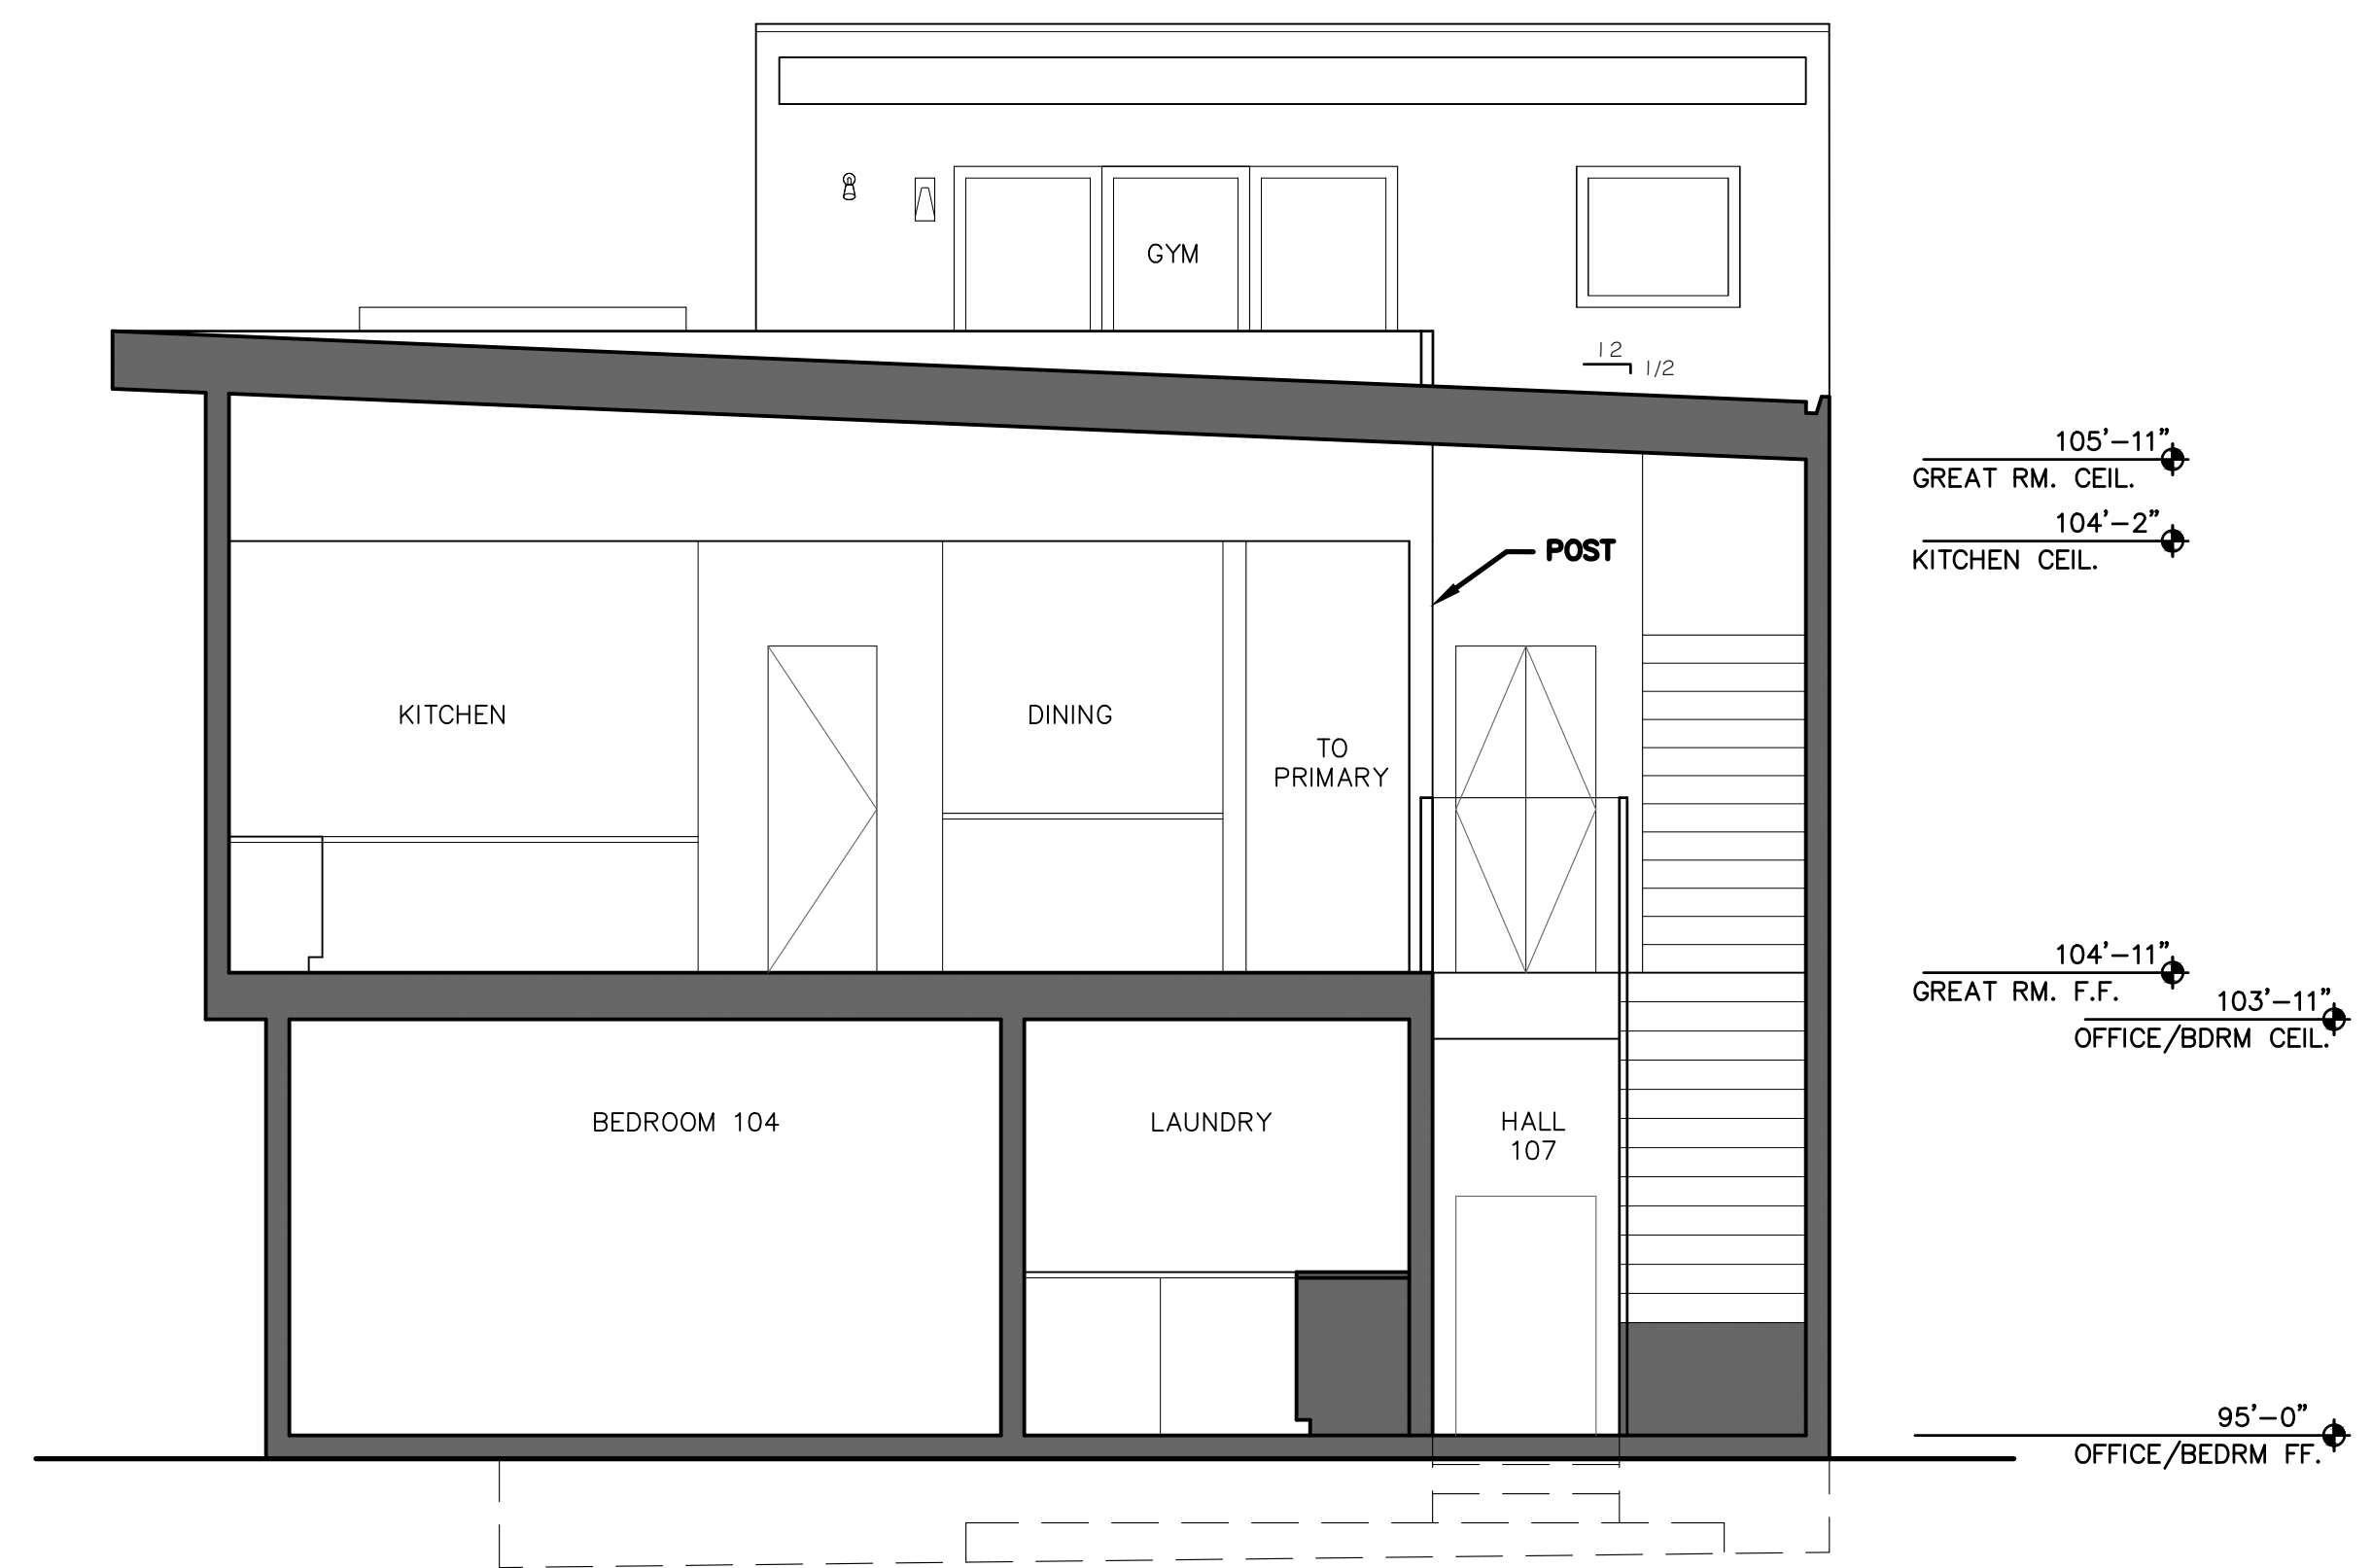 GYM
12
1/2
105'-11"
GREAT RM. CEIL.
104'-2"
KITCHEN CEIL.
POST
KITCHEN
DINING
TO
PRIMARY
104'-11"
GREAT RM. F.F.
103'-11"
OFFICE/BDRM CEIL.
BEDROOM 104
LAUNDRY
HALL
107
95'-0"
OFFICE/BEDRM FF.